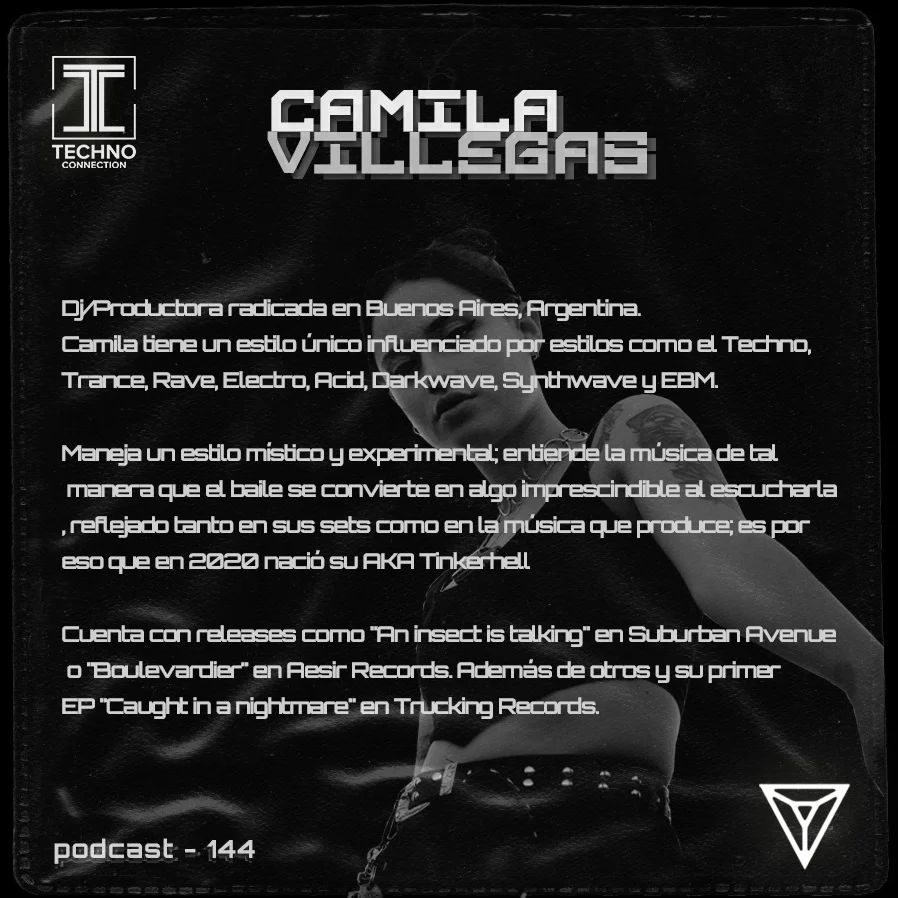 TECHNO
CONNECTION
CAMILA
VILLEGAS
Dj/Productora radicada en Buenos Aires, Argentina.
Camila tiene un estilo único influenciado por estilos como el Techno,
Trance, Rave, Electro, Acid, Darkwave, Synthwave y EBM.
Maneja un estilo místico y experimental; entiende la música de tal
manera que el baile se convierte en algo imprescindible al escucharla
, reflejado tanto en sus sets como en la música que produce; es por
eso que en 2020 nació su AKA Tinkerhell
Cuenta con releases como "An insect is talking" en Suburban Avenue
o "Boulevardier" en Aesir Records. Además de otros y su primer
EP "Caught in a nightmare" en Trucking Records.
podcast - 144